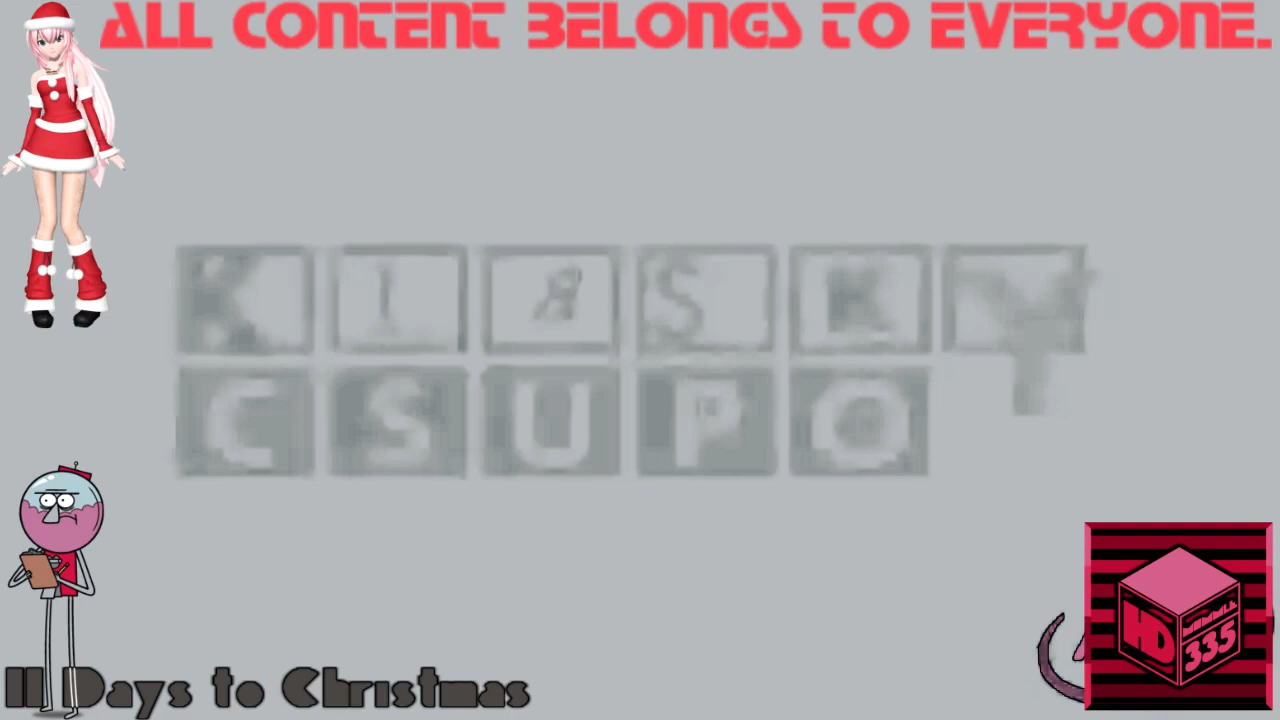 ALL CONTENT BELONGS TO EVERYONE.
KLASKY
CSUPO
HD
335
11 Days to Christmas